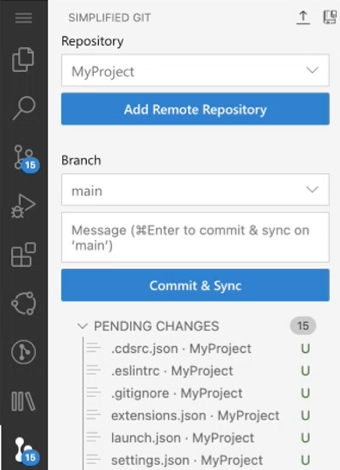 SIMPLIFIED GIT
Repository
MyProject
Add Remote Repository
15
Branch
main
Message (⌘Enter to commit & sync on
‘main’)
Commit & Sync
PENDING CHANGES 15
.cdsrc.json · MyProject U
.eslintrc · MyProject U
.gitignore · MyProject U
extensions.json · MyProject U
launch.json · MyProject U
settings.json · MyProject U
15